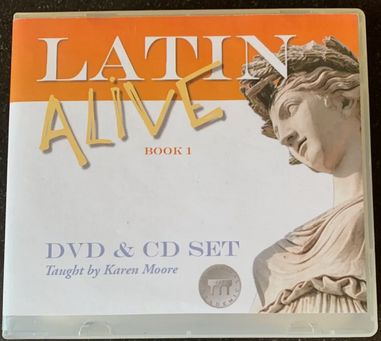 LATIN
ALiVE
BOOK 1
DVD & CD SET
Taught by Karen Moore